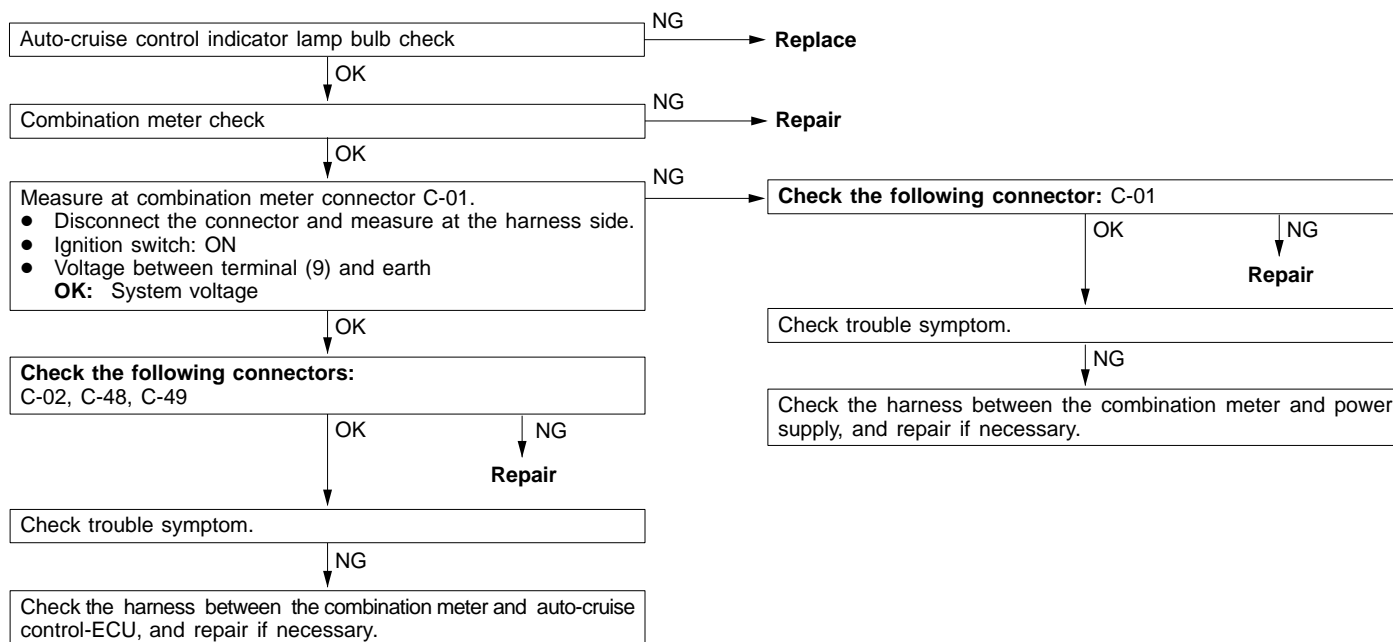 Auto-cruise control indicator lamp bulb check
NG
Replace
OK
Combination meter check
NG
Repair
OK
Measure at combination meter connector C-01.
● Disconnect the connector and measure at the harness side.
● Ignition switch: ON
● Voltage between terminal (9) and earth
OK: System voltage
NG
Check the following connector: C-01
OK
NG
Repair
Check trouble symptom.
NG
Check the harness between the combination meter and power
supply, and repair if necessary.
OK
Check the following connectors:
C-02, C-48, C-49
OK
NG
Repair
Check trouble symptom.
NG
Check the harness between the combination meter and auto-cruise
control-ECU, and repair if necessary.